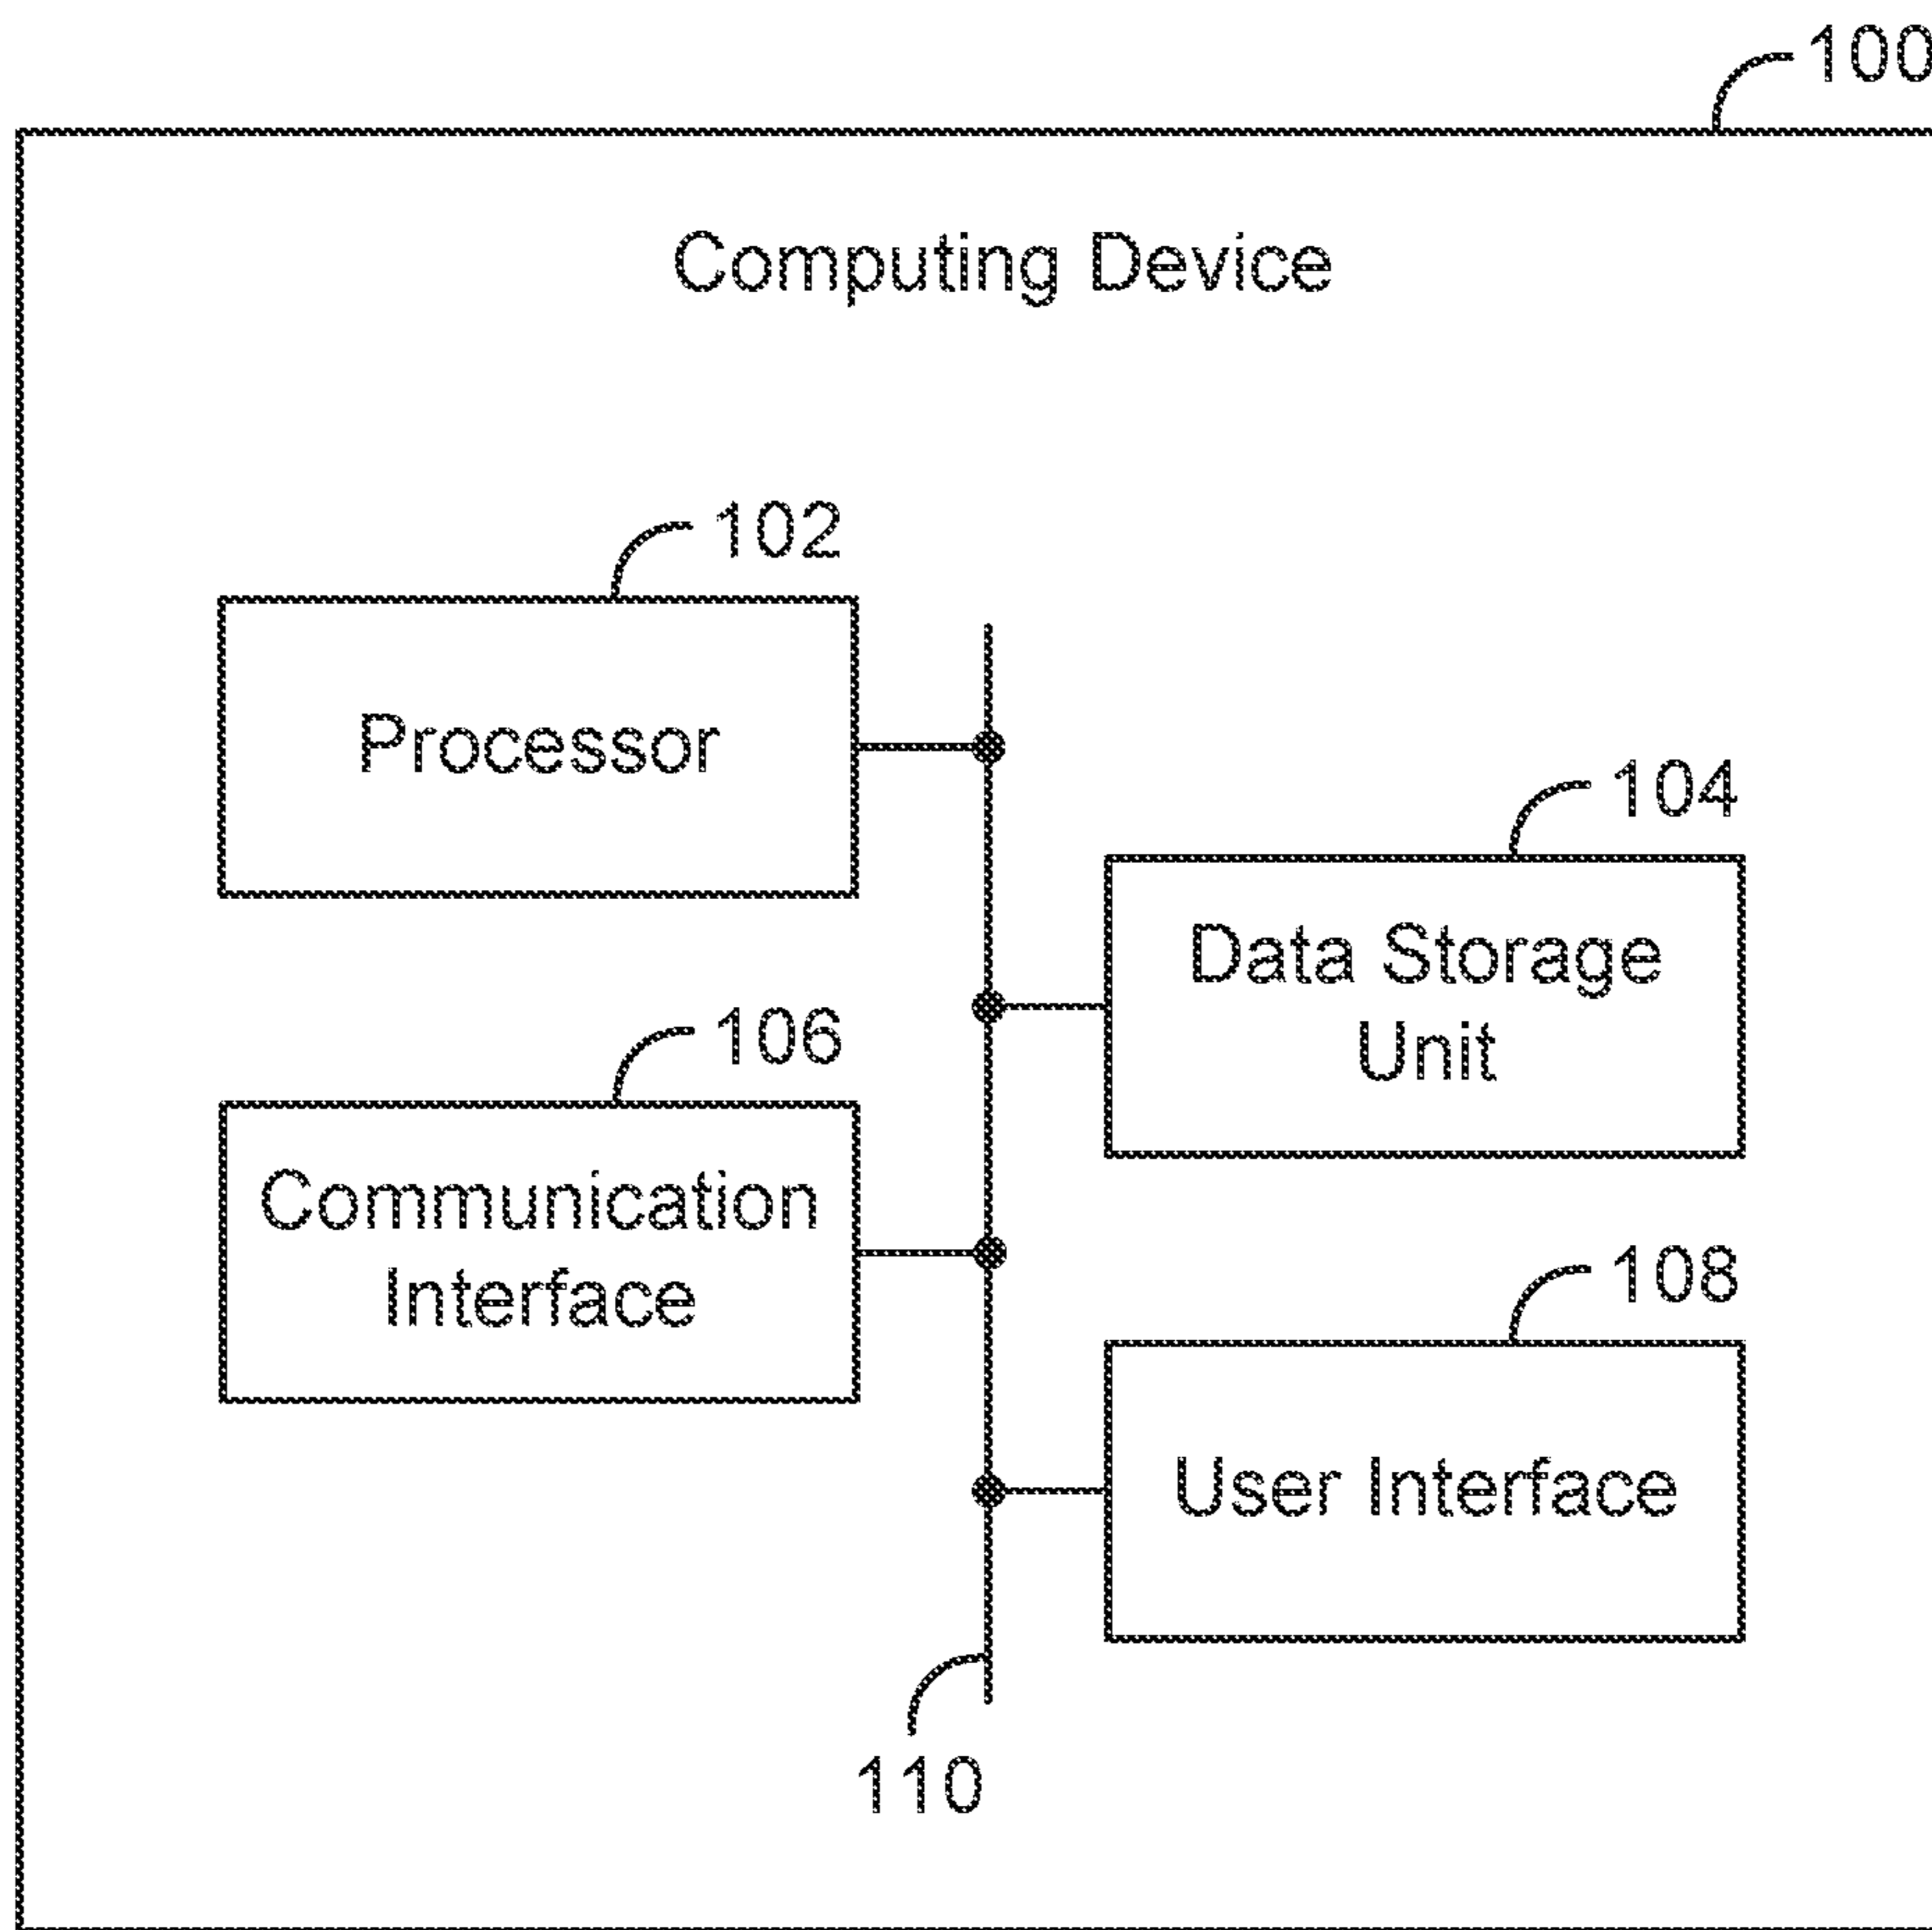 100
Computing Device
102
Processor
104
Data Storage
Unit
106
Communication
Interface
108
User Interface
110